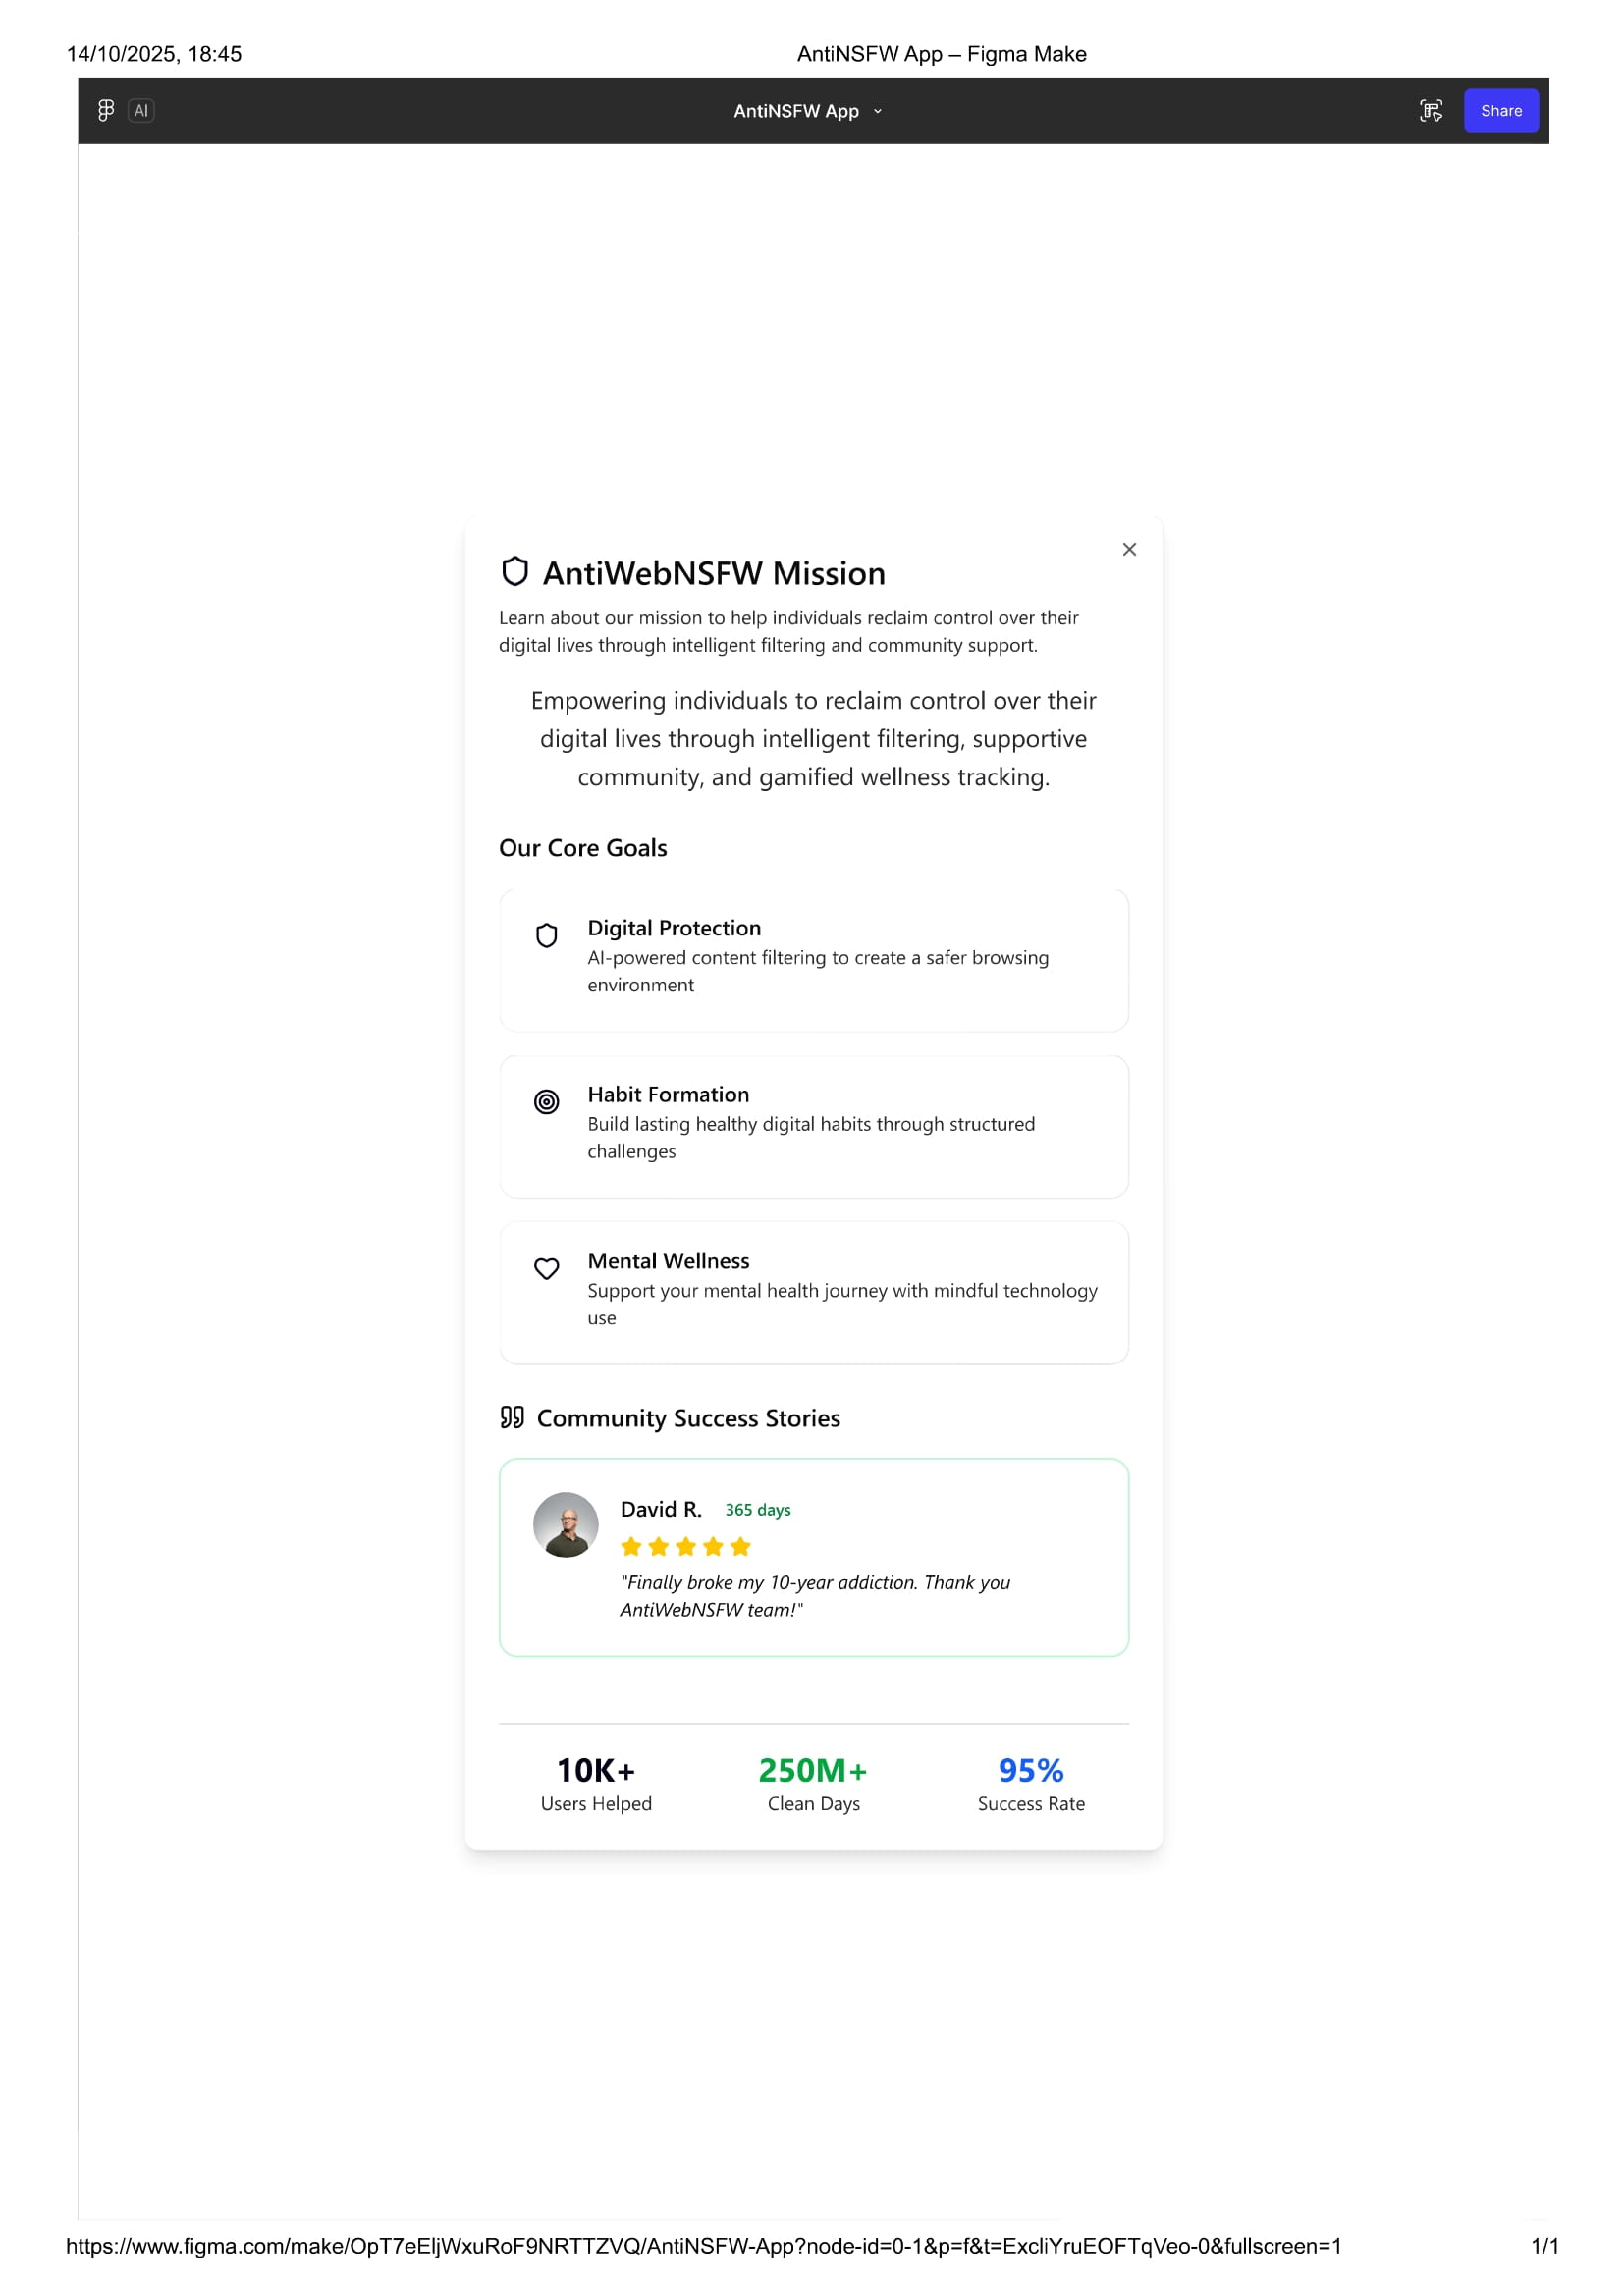 14/10/2025, 18:45
AntiNSFW App – Figma Make
AI
AntiNSFW App
Share
AntiWebNSFW Mission
Learn about our mission to help individuals reclaim control over their
digital lives through intelligent filtering and community support.
Empowering individuals to reclaim control over their
digital lives through intelligent filtering, supportive
community, and gamified wellness tracking.
Our Core Goals
Digital Protection
AI-powered content filtering to create a safer browsing
environment
Habit Formation
Build lasting healthy digital habits through structured
challenges
Mental Wellness
Support your mental health journey with mindful technology
use
Community Success Stories
David R. 365 days
"Finally broke my 10-year addiction. Thank you
AntiWebNSFW team!"
10K+ 250M+ 95%
Users Helped Clean Days Success Rate
https://www.figma.com/make/OpT7eEljWxuRoF9NRTTZVQ/AntiNSFW-App?node-id=0-1&p=f&t=ExcliYruEOFTqVeo-0&fullscreen=1
1/1